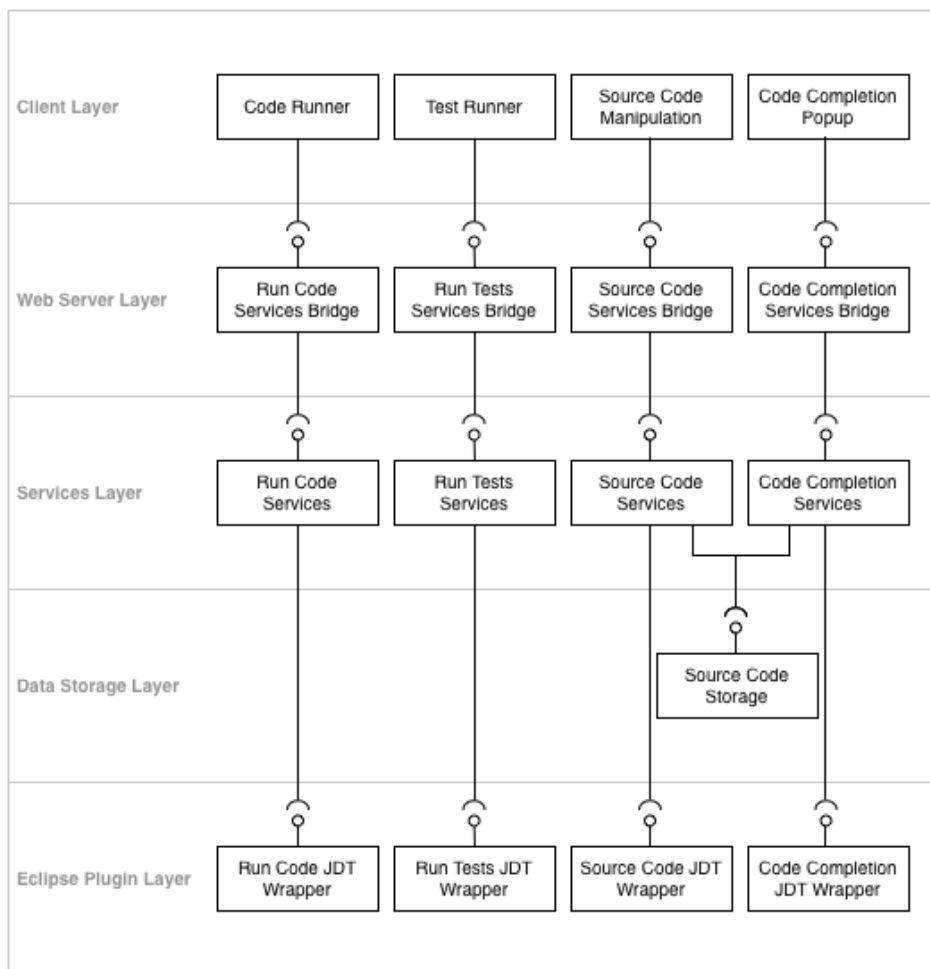 Client Layer
Code Runner
Test Runner
Source Code
Manipulation
Code Completion
Popup
Web Server Layer
Run Code
Services Bridge
Run Tests
Services Bridge
Source Code
Services Bridge
Code Completion
Services Bridge
Services Layer
Run Code
Services
Run Tests
Services
Source Code
Services
Code Completion
Services
Data Storage Layer
Source Code
Storage
Eclipse Plugin Layer
Run Code JDT
Wrapper
Run Tests JDT
Wrapper
Source Code JDT
Wrapper
Code Completion
JDT Wrapper